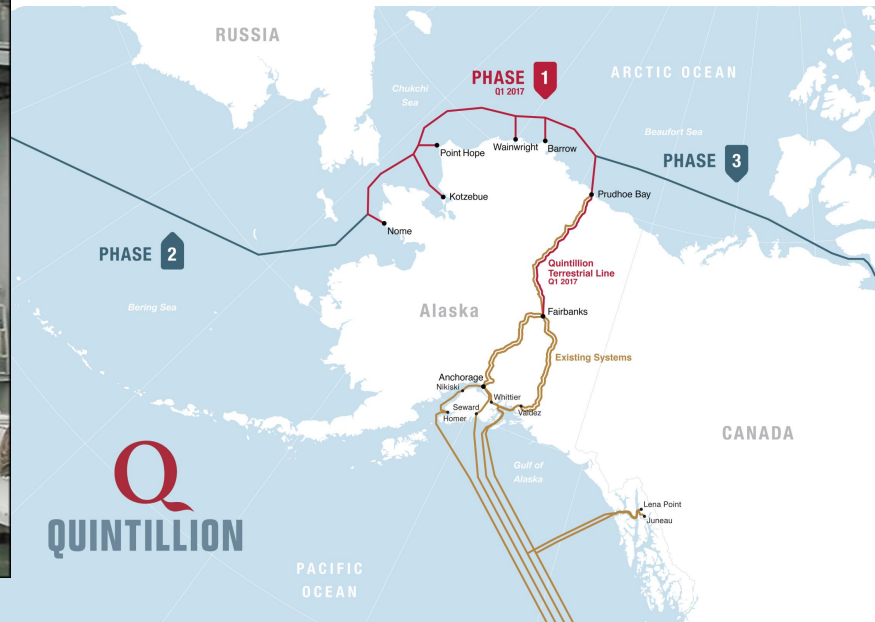 RUSSIA
PHASE 1
Q1 2017
ARCTIC OCEAN
Chukchi
Sea
Beaufort Sea
Point Hope
Wainwright
Barrow
PHASE 3
Kotzebue
Prudhoe Bay
Nome
PHASE 2
Quintillion
Terrestrial Line
Q1 2017
Bering Sea
Alaska
Fairbanks
Existing Systems
Anchorage
Nikiski
Whittier
Seward
Homer
Valdez
CANADA
Gulf of
Alaska
Lena Point
Juneau
Q
QUINTILLION
PACIFIC
OCEAN